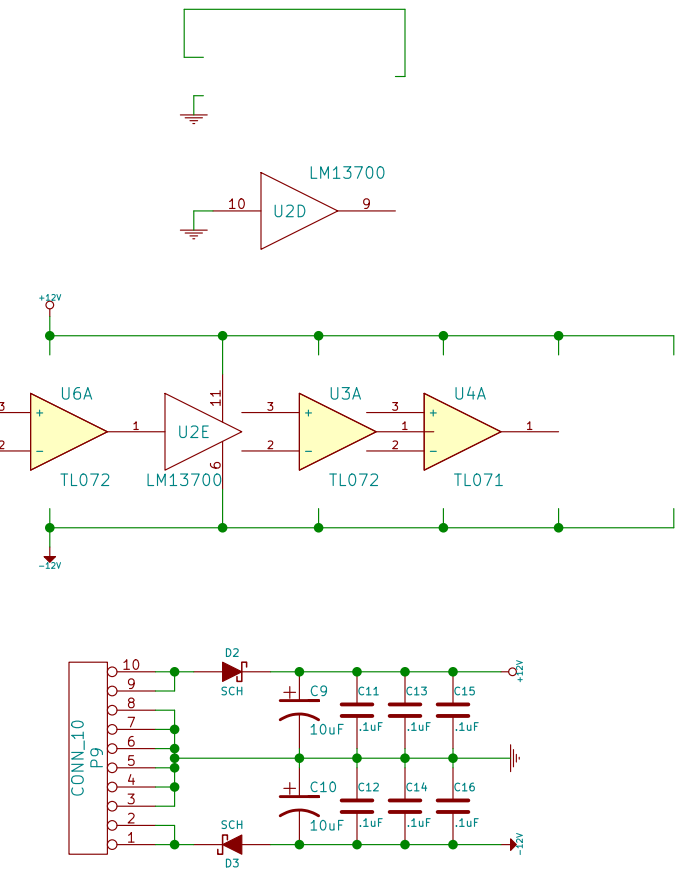 LM13700
10
U2D
9
+12V
U6A
11
U3A
U4A
3
+
3
+
3
+
1
U2E
1
1
2
−
6
2
−
2
−
TL072
LM13700
TL072
TL071
-12V
CONN_10
P9
10
9
8
7
6
5
4
3
2
1
D2
SCH
+
C9
10uF
C11
.1uF
C13
.1uF
C15
.1uF
+12V
+
C10
10uF
C12
.1uF
C14
.1uF
C16
.1uF
SCH
D3
-12V